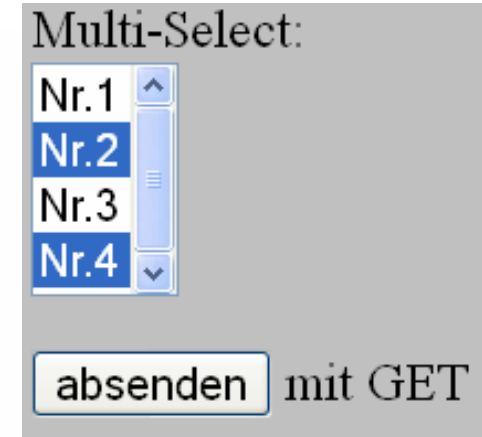 Multi-Select:
Nr.1
Nr.2
Nr.3
Nr.4
absenden mit GET